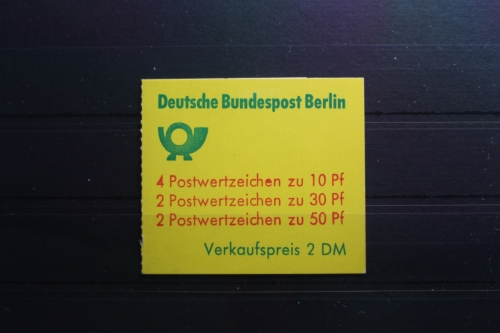 Deutsche Bundespost Berlin
4 Postwertzeichen zu 10 Pf
2 Postwertzeichen zu 30 Pf
2 Postwertzeichen zu 50 Pf
Verkaufspreis 2 DM